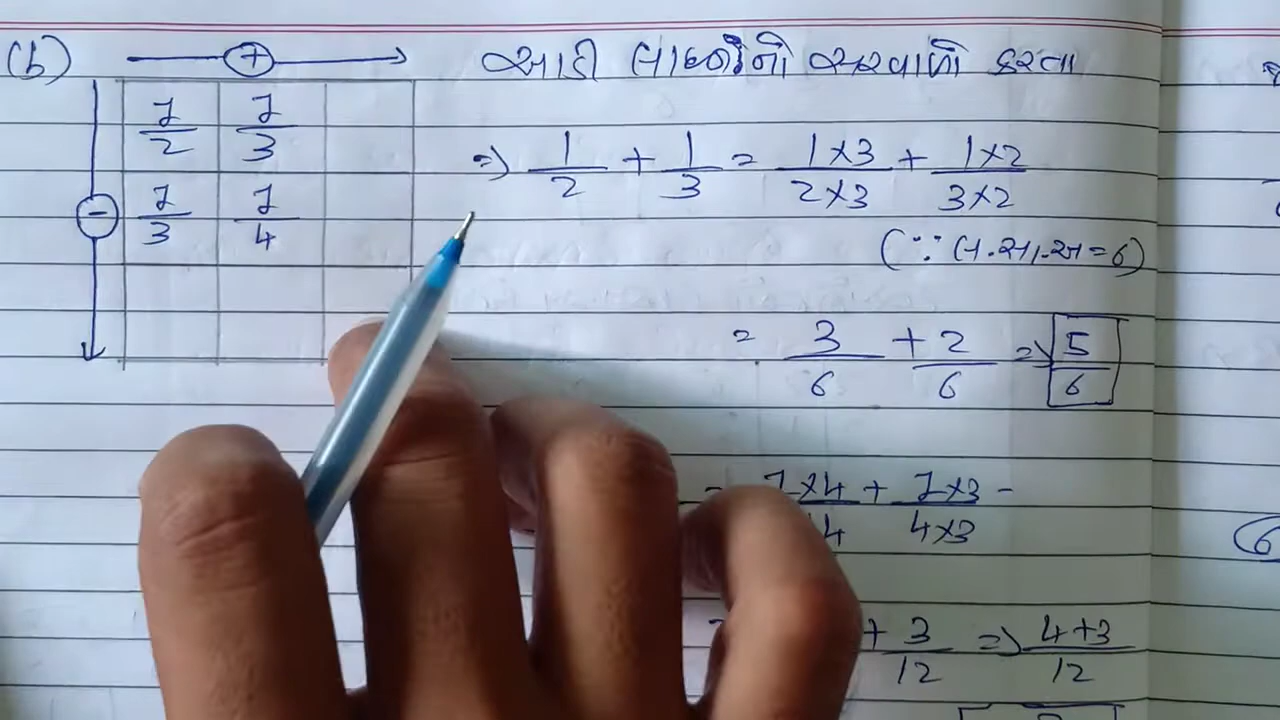 (b) + આડી બાજુની સરવાળો કરતા
1/2 1/3
⇒ 1/2 + 1/3 = 1×3/2×3 + 1×2/3×2
- 1/3 1/4
(∵ લ.સા.અ = 6)
= 3/6 + 2/6 ⇒ 5/6
= 1×4/4 + 1×3/4×3 =
+ 3/12 ⇒ 4+3/12